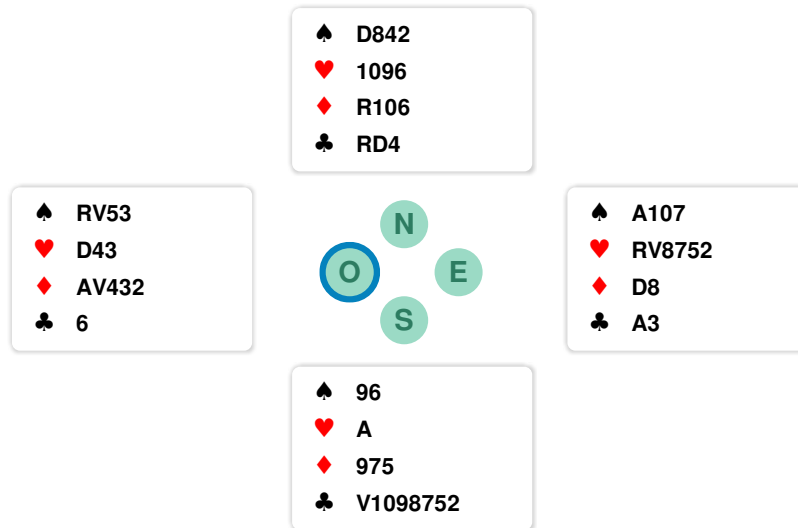 ♠ D842
♥ 1096
♦ R106
♣ RD4
♠ RV53
♥ D43
♦ AV432
♣ 6
N
O E
S
♠ A107
♥ RV8752
♦ D8
♣ A3
♠ 96
♥ A
♦ 975
♣ V1098752